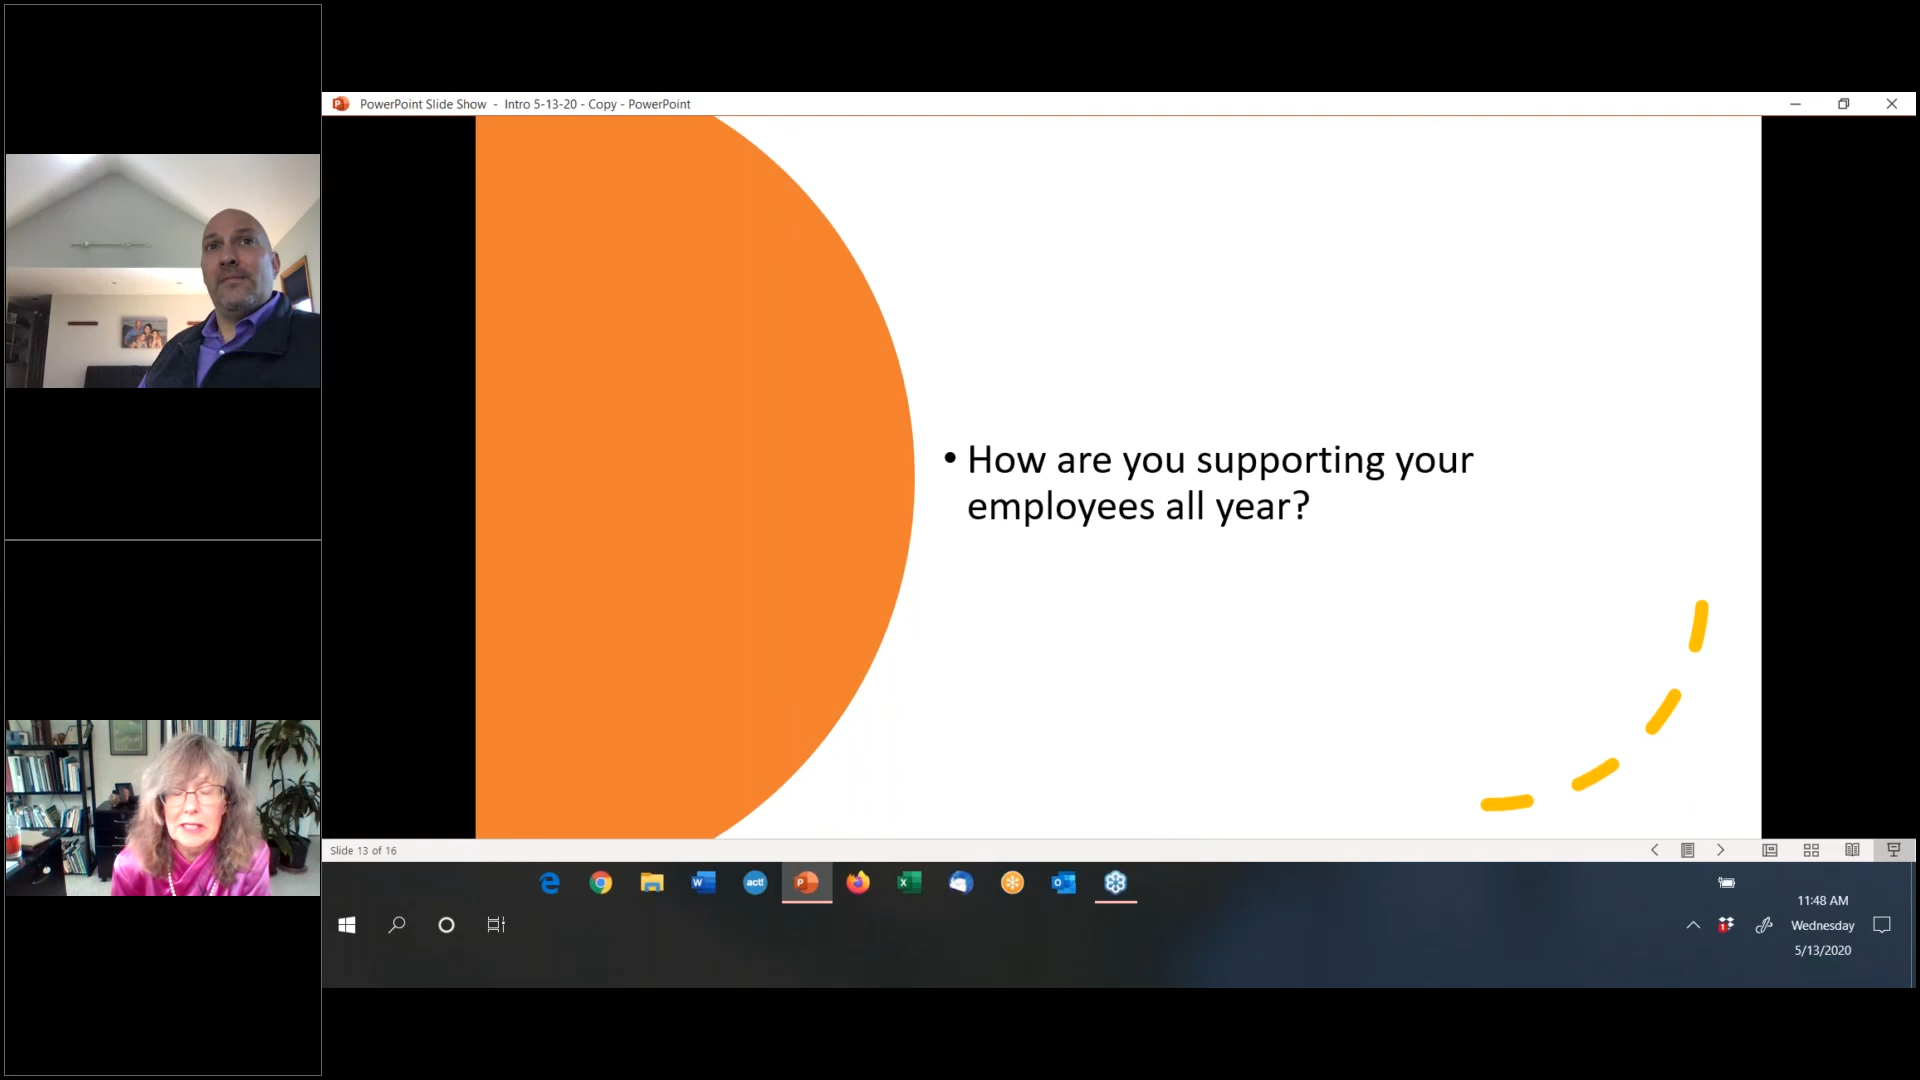 PowerPoint Slide Show - Intro 5-13-20 - Copy - PowerPoint
• How are you supporting your
employees all year?
Slide 13 of 16
act!
11:48 AM
Wednesday
5/13/2020